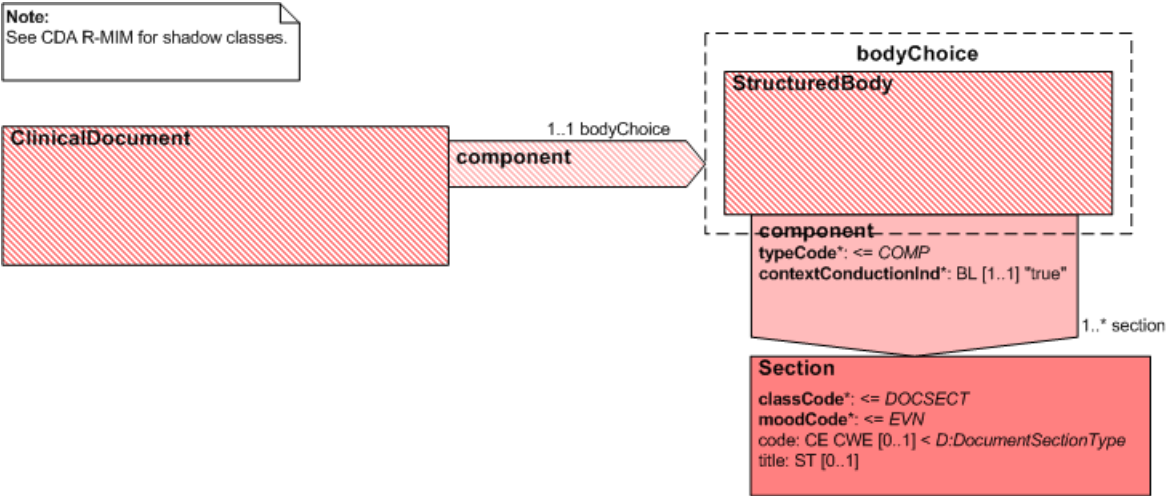 Note:
See CDA R-MIM for shadow classes.
bodyChoice
StructuredBody
ClinicalDocument
1..1 bodyChoice
component
component
typeCode*: <= COMP
contextConductionInd*: BL [1..1] "true"
1..* section
Section
classCode*: <= DOCSECT
moodCode*: <= EVN
code: CE CWE [0..1] < D:DocumentSectionType
title: ST [0..1]